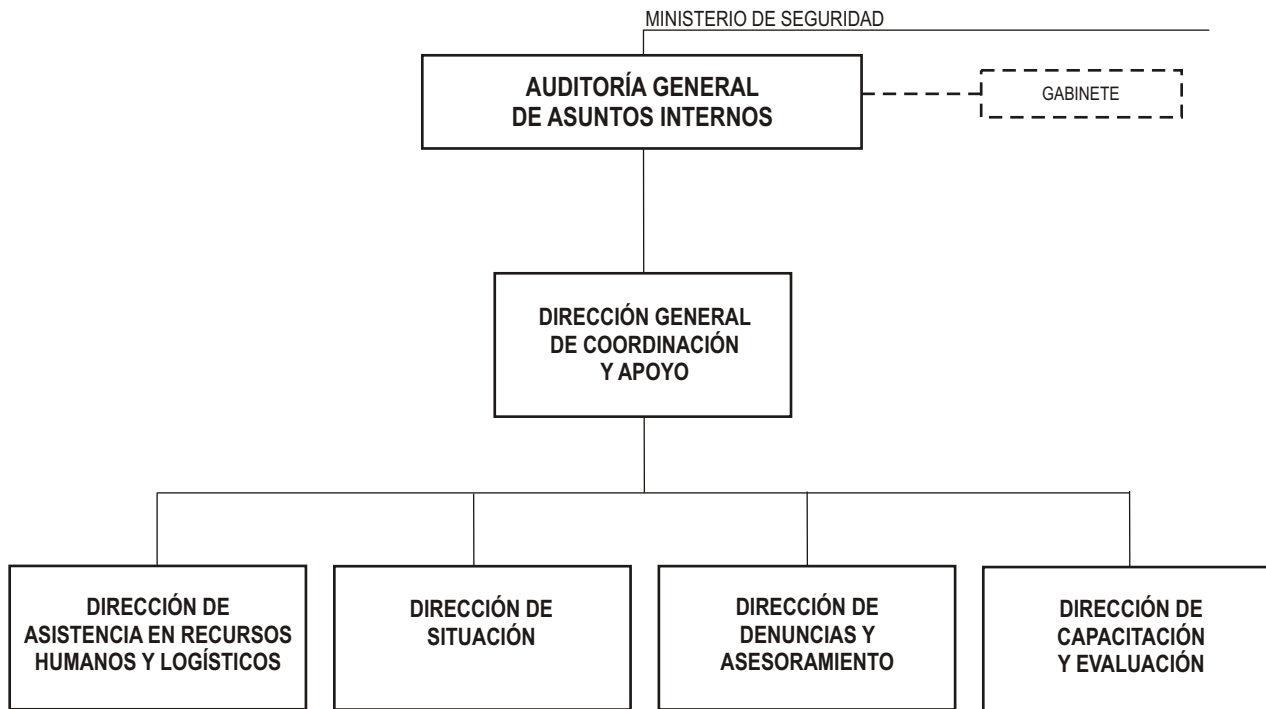 MINISTERIO DE SEGURIDAD
AUDITORÍA GENERAL
DE ASUNTOS INTERNOS
GABINETE
DIRECCIÓN GENERAL
DE COORDINACIÓN
Y APOYO
DIRECCIÓN DE
ASISTENCIA EN RECURSOS
HUMANOS Y LOGÍSTICOS
DIRECCIÓN DE
SITUACIÓN
DIRECCIÓN DE
DENUNCIAS Y
ASESORAMIENTO
DIRECCIÓN DE
CAPACITACIÓN
Y EVALUACIÓN